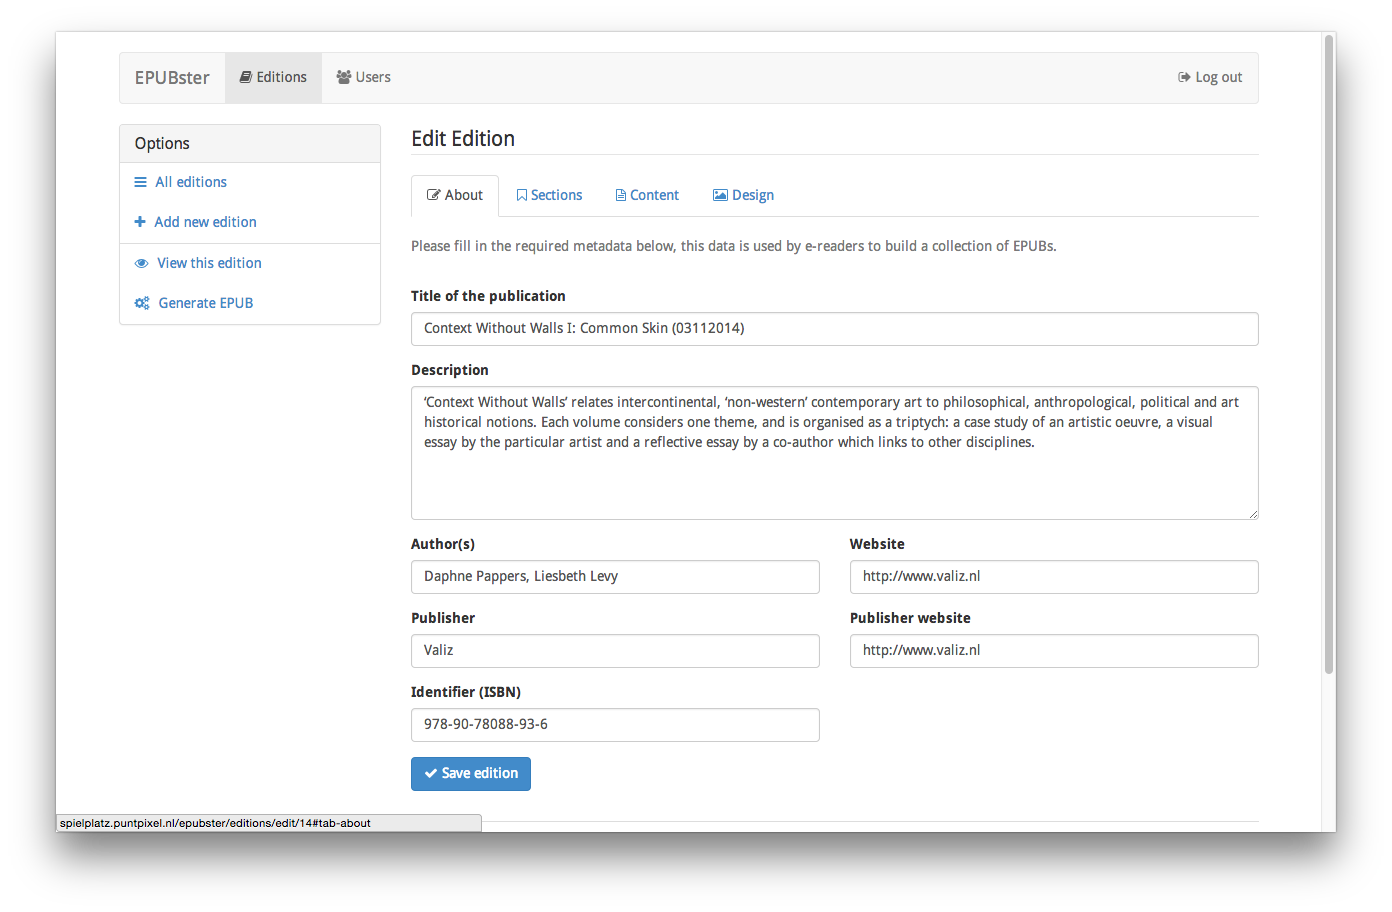 EPUBster Editions Users Log out
Options
All editions
Add new edition
View this edition
Generate EPUB
Edit Edition
About Sections Content Design
Please fill in the required metadata below, this data is used by e-readers to build a collection of EPUBs.
Title of the publication
Context Without Walls I: Common Skin (03112014)
Description
‘Context Without Walls’ relates intercontinental, ‘non-western’ contemporary art to philosophical, anthropological, political and art
historical notions. Each volume considers one theme, and is organised as a triptych: a case study of an artistic oeuvre, a visual
essay by the particular artist and a reflective essay by a co-author which links to other disciplines.
Author(s) Website
Daphne Pappers, Liesbeth Levy http://www.valiz.nl
Publisher Publisher website
Valiz http://www.valiz.nl
Identifier (ISBN)
978-90-78088-93-6
Save edition
spielplatz.puntpixel.nl/epubster/editions/edit/14#tab-about